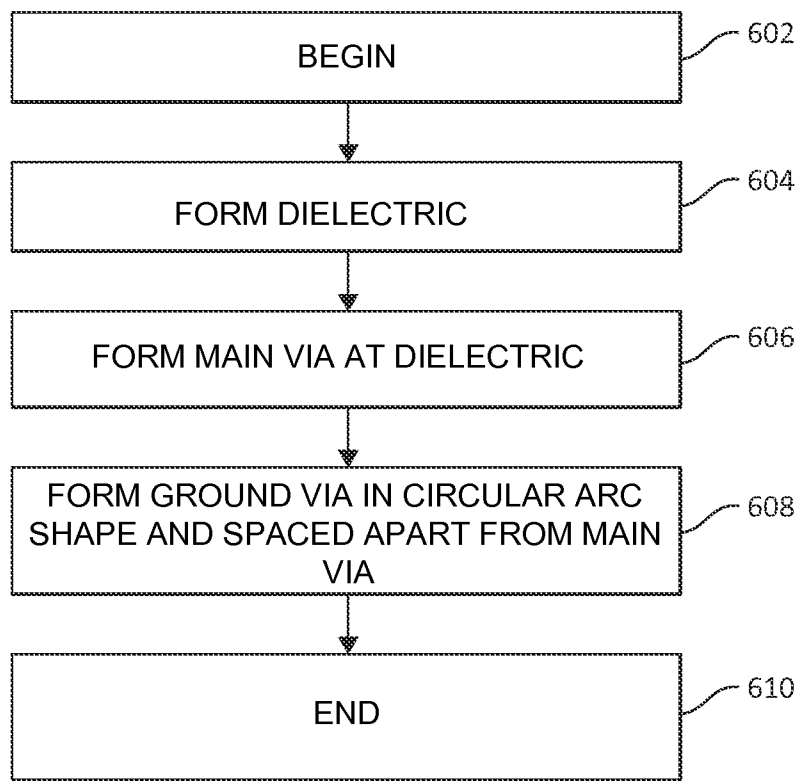 BEGIN
602
FORM DIELECTRIC
604
FORM MAIN VIA AT DIELECTRIC
606
FORM GROUND VIA IN CIRCULAR ARC
SHAPE AND SPACED APART FROM MAIN
VIA
608
END
610